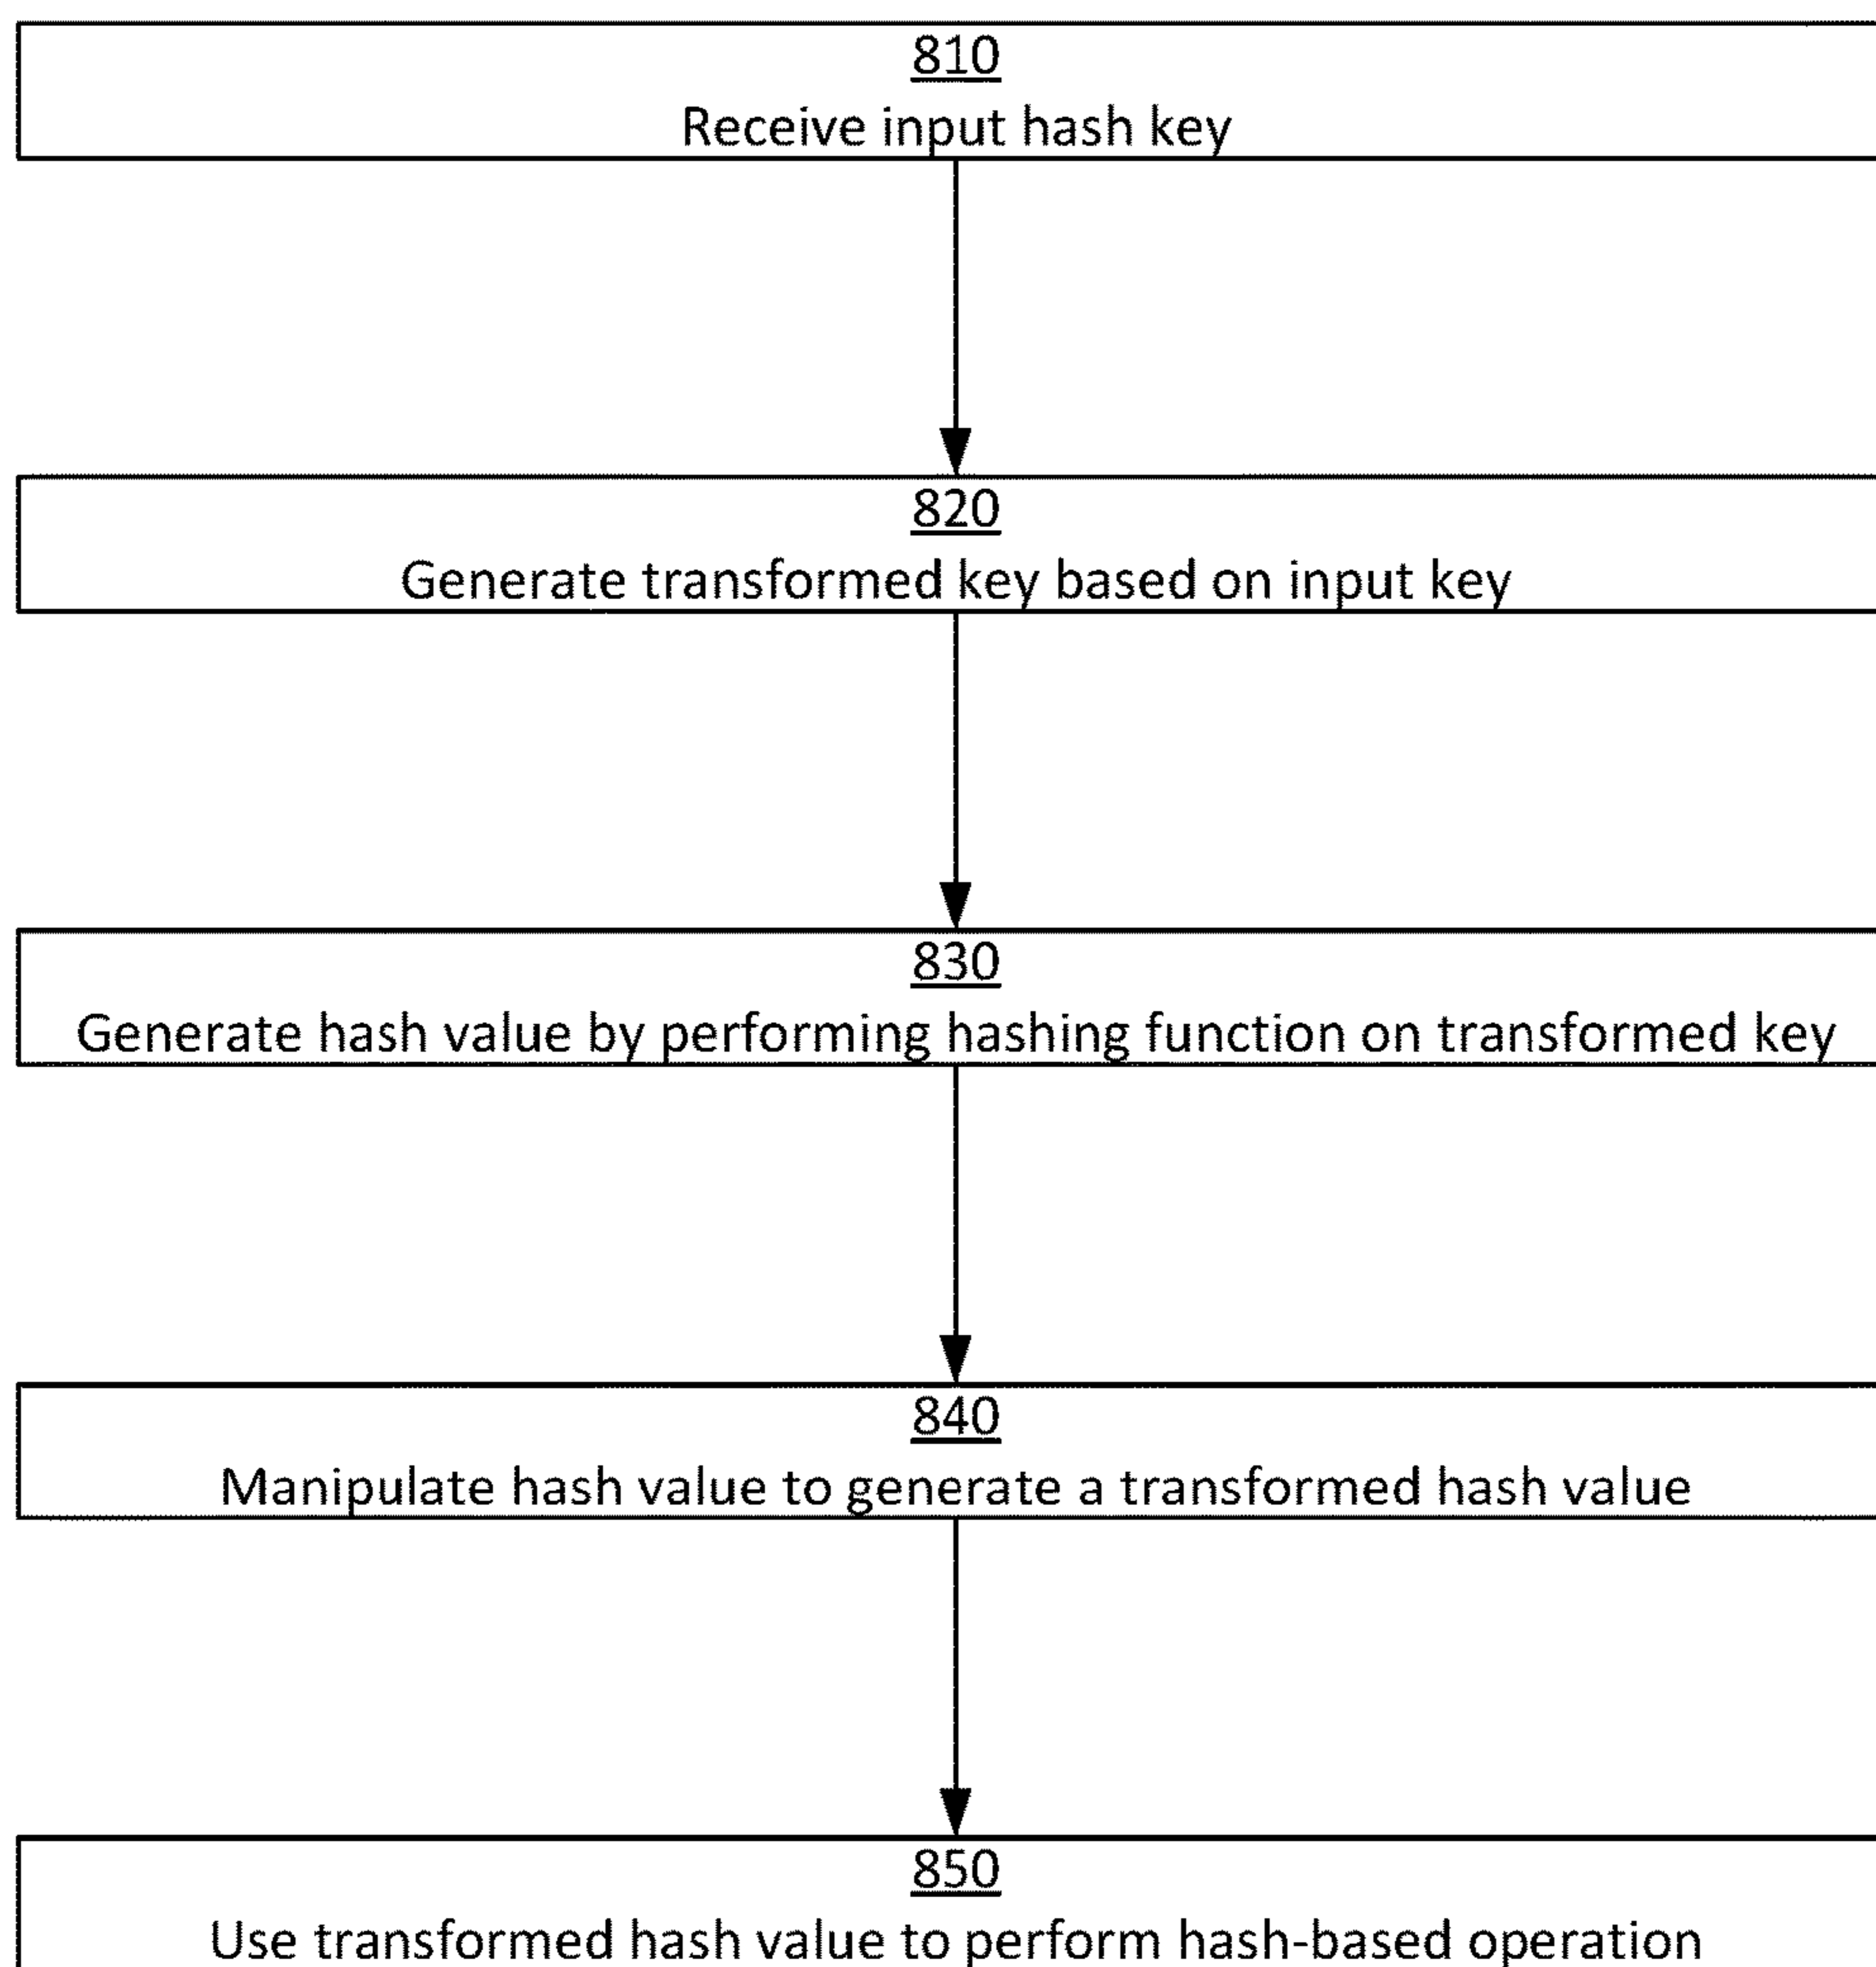 810
Receive input hash key
820
Generate transformed key based on input key
830
Generate hash value by performing hashing function on transformed key
840
Manipulate hash value to generate a transformed hash value
850
Use transformed hash value to perform hash-based operation